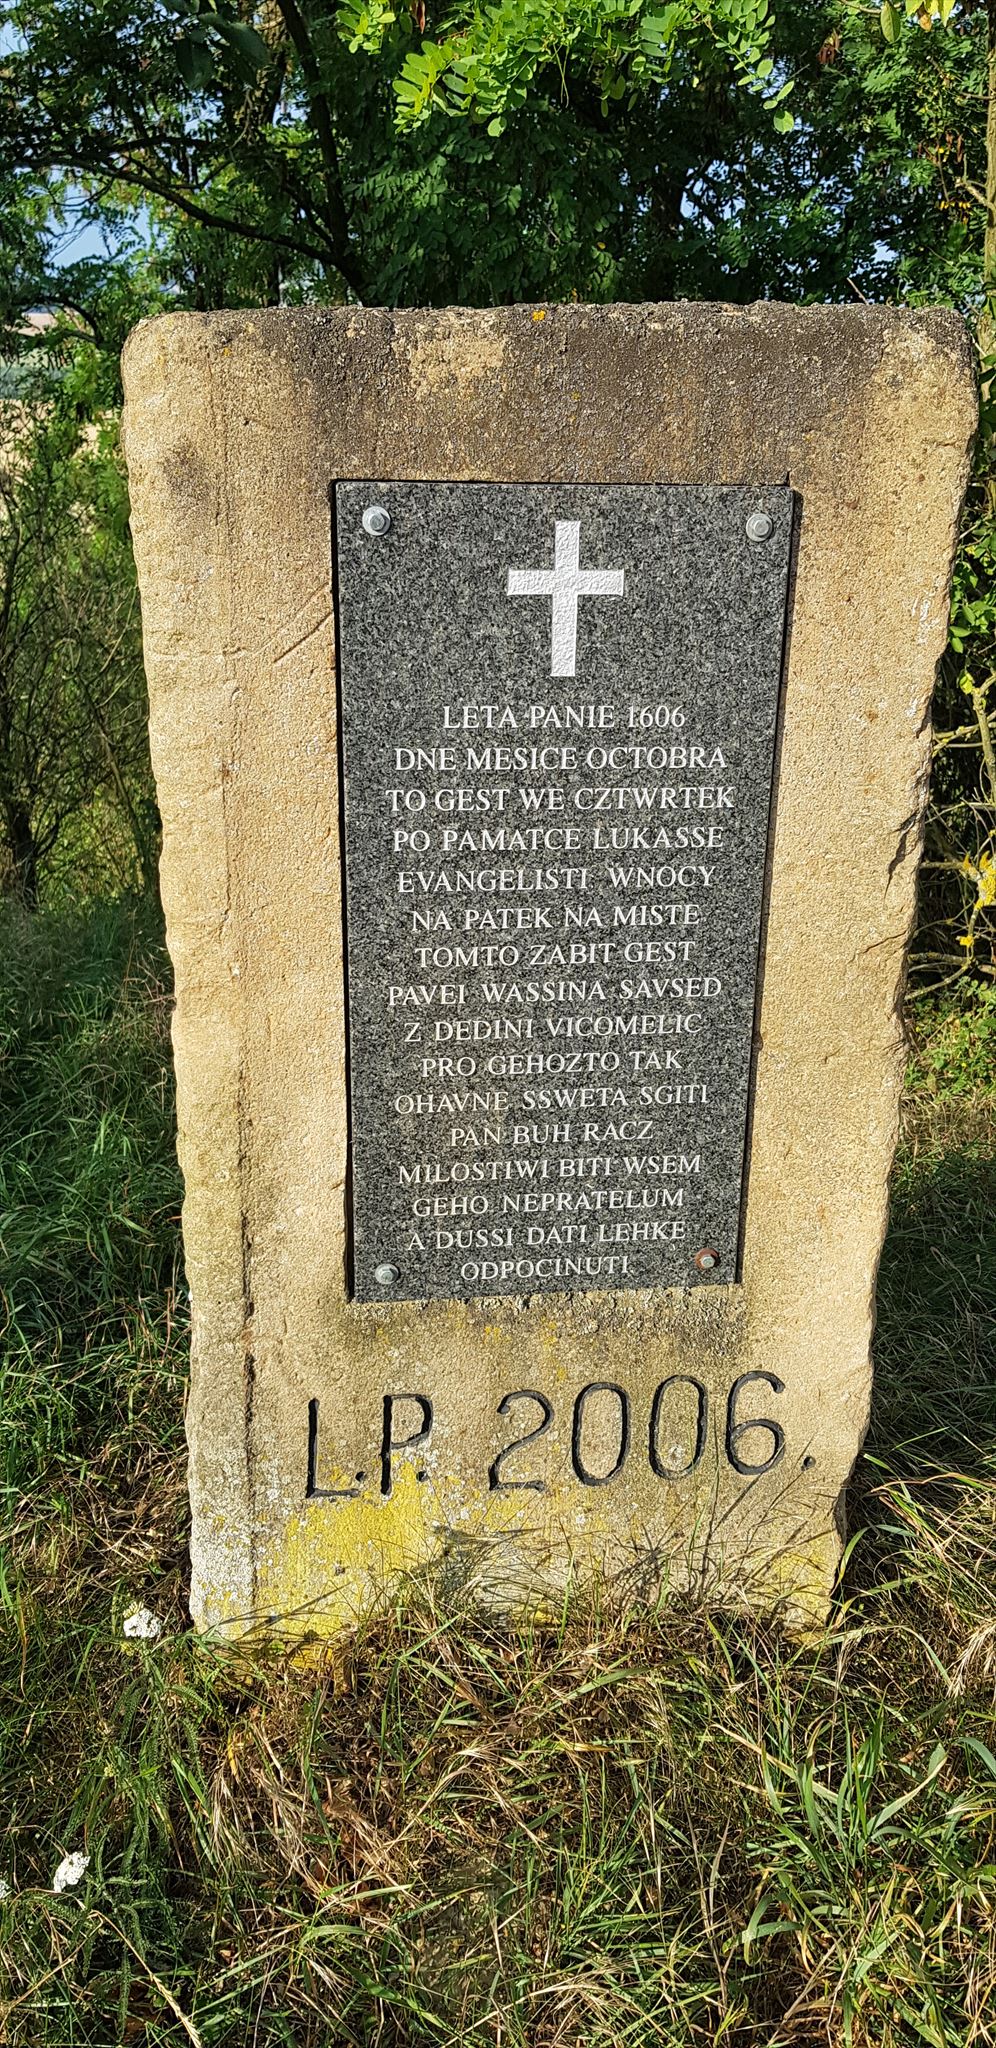 LETA PANIE 1606
DNE MESICE OCTOBRA
TO GEST WE CZTWRTEK
PO PAMATCE LUKASSE
EVANGELISTI WNOCY
NA PATEK NA MISTE
TOMTO ZABIT GEST
PAVEI WASSINA SAVSED
Z DEDINI VICOMELIC
PRO GEHOZTO TAK
OHAVNE SSWETA SGITI
PAN BUH RACZ
MILOSTIWI BITI WSEM
GEHO NEPRATELUM
A DUSSI DATI LEHKE
ODPOCINUTI.
L.P. 2006.